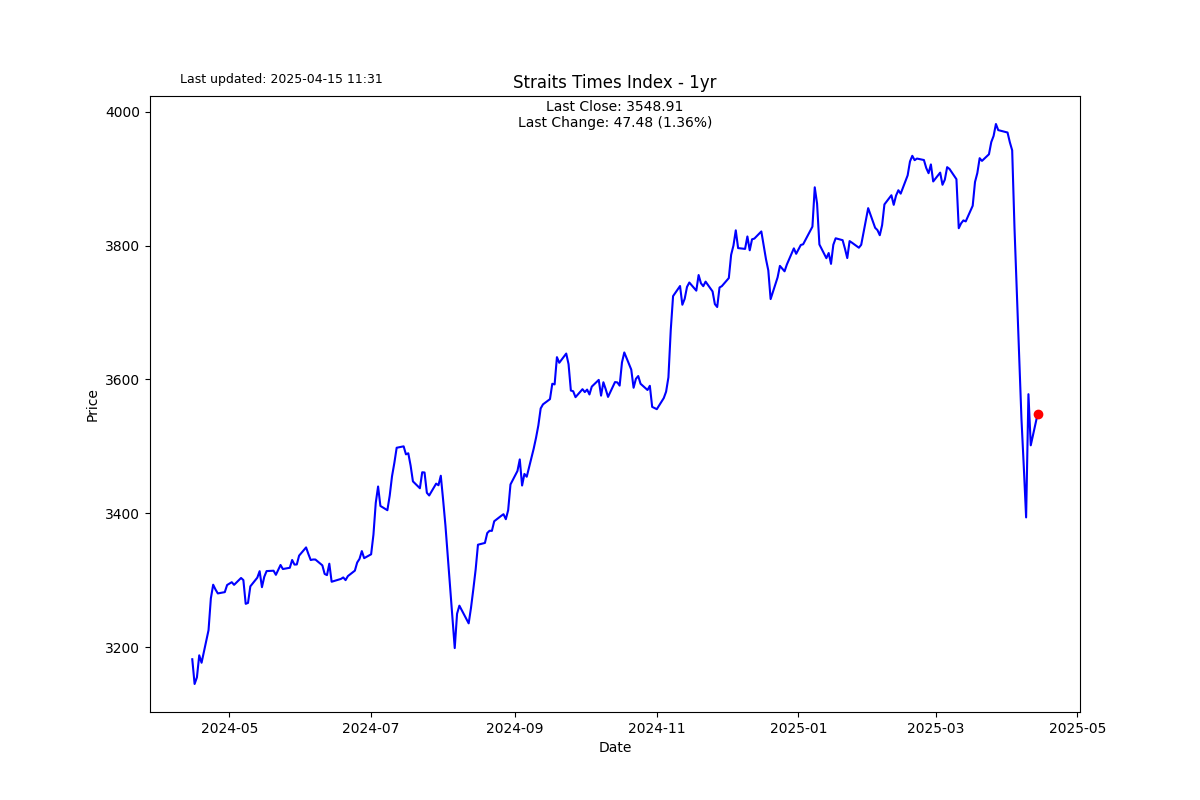 Last updated: 2025-04-15 11:31
Straits Times Index - 1yr
Last Close: 3548.91
Last Change: 47.48 (1.36%)
4000
3800
3600
3400
3200
Price
2024-05
2024-07
2024-09
2024-11
2025-01
2025-03
2025-05
Date